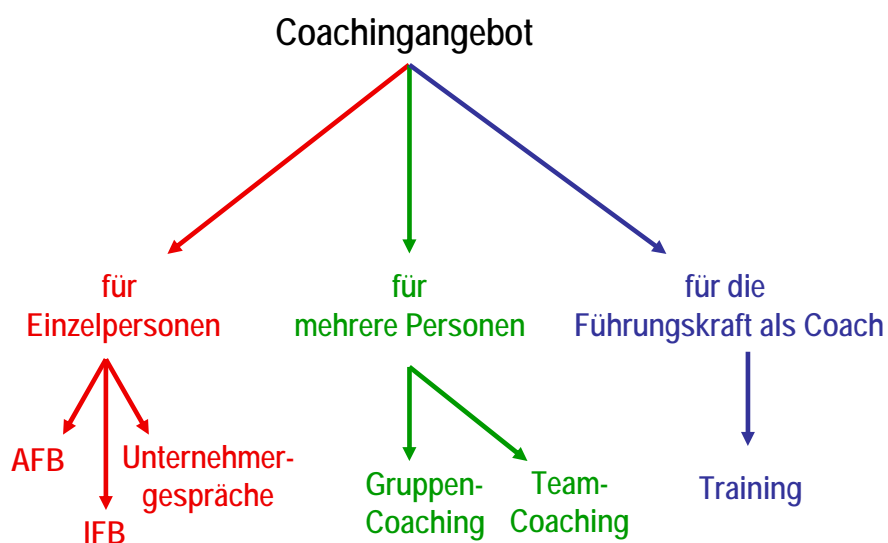 Coachingangebot
für
Einzelpersonen
für
mehrere Personen
für die
Führungskraft als Coach
AFB
IFB
Unternehmer-
gespräche
Gruppen-
Coaching
Team-
Coaching
Training